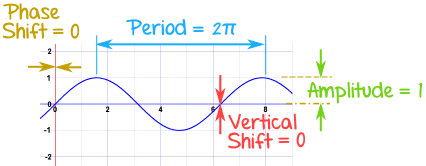 Phase
Shift = 0
Period = 2π
2
1
0
-1
-2
0
2
4
6
8
Amplitude = 1
Vertical
Shift = 0